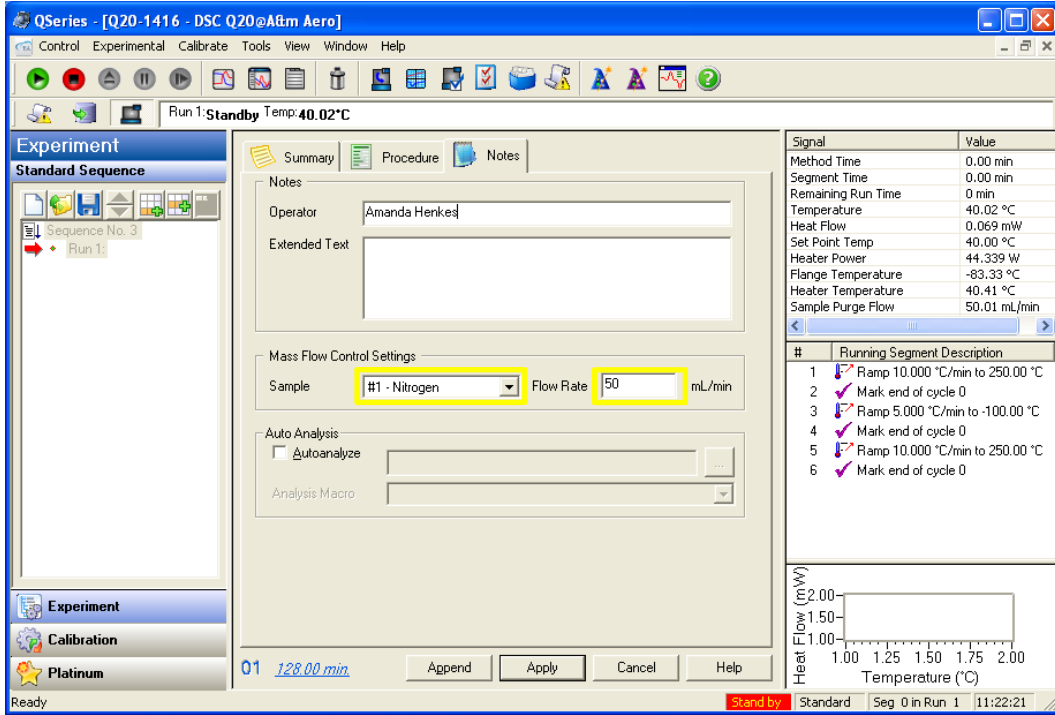 QSeries - [Q20-1416 - DSC Q20@A&m Aero]
Control Experimental Calibrate Tools View Window Help
Run 1:Standby Temp:40.02°C
Experiment
Standard Sequence
Sequence No. 3
Run 1:
Summary Procedure Notes
Notes
Operator Amanda Henkes
Extended Text
Mass Flow Control Settings
Sample #1 - Nitrogen Flow Rate 50 mL/min
Auto Analysis
Autoanalyze ...
Analysis Macro
01 128.00 min. Append Apply Cancel Help
Signal Value
Method Time 0.00 min
Segment Time 0.00 min
Remaining Run Time 0 min
Temperature 40.02 °C
Heat Flow 0.069 mW
Set Point Temp 40.00 °C
Heater Power 44.339 W
Flange Temperature -83.33 °C
Heater Temperature 40.41 °C
Sample Purge Flow 50.01 mL/min
# Running Segment Description
1 Ramp 10.000 °C/min to 250.00 °C
2 Mark end of cycle 0
3 Ramp 5.000 °C/min to -100.00 °C
4 Mark end of cycle 0
5 Ramp 10.000 °C/min to 250.00 °C
6 Mark end of cycle 0
Heat Flow (mW)
2.00
1.50
1.00
1.00 1.25 1.50 1.75 2.00
Temperature (°C)
Experiment
Calibration
Platinum
Ready Stand by Standard Seg 0 in Run 1 11:22:21